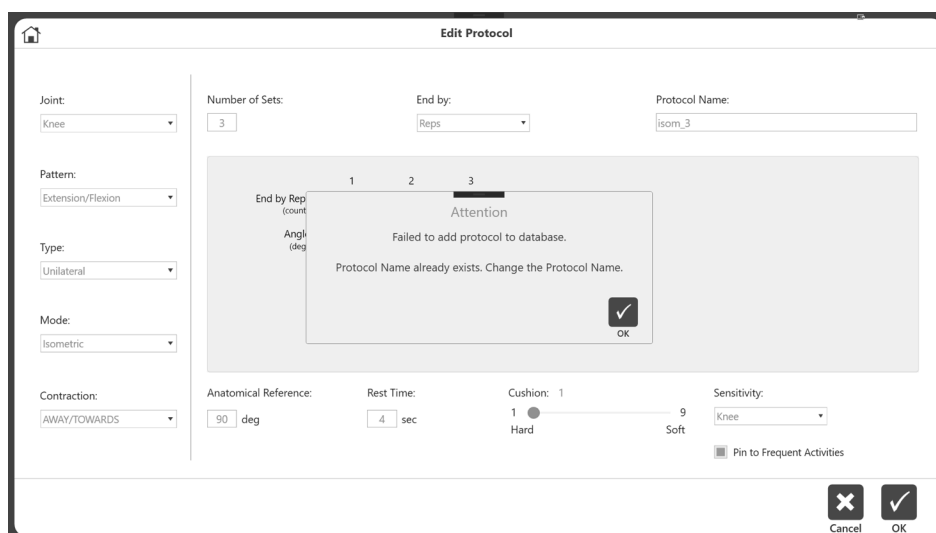 Edit Protocol
Joint:
Knee
Pattern:
Extension/Flexion
Type:
Unilateral
Mode:
Isometric
Contraction:
AWAY/TOWARDS
Number of Sets:
3
End by:
Reps
Protocol Name:
isom_3
1 2 3
End by Rep
(count
Angl
(deg
Attention
Failed to add protocol to database.
Protocol Name already exists. Change the Protocol Name.
OK
Anatomical Reference:
90 deg
Rest Time:
4 sec
Cushion: 1
1 9
Hard Soft
Sensitivity:
Knee
Pin to Frequent Activities
Cancel OK